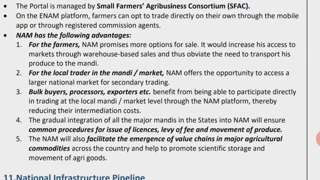 • The Portal is managed by Small Farmers' Agribusiness Consortium (SFAC).
• On the ENAM platform, farmers can opt to trade directly on their own through the mobile
app or through registered commission agents.
• NAM has the following advantages:
1. For the farmers, NAM promises more options for sale. It would increase his access to
markets through warehouse-based sales and thus obviate the need to transport his
produce to the mandi.
2. For the local trader in the mandi / market, NAM offers the opportunity to access a
larger national market for secondary trading.
3. Bulk buyers, processors, exporters etc. benefit from being able to participate directly
in trading at the local mandi / market level through the NAM platform, thereby
reducing their intermediation costs.
4. The gradual integration of all the major mandis in the States into NAM will ensure
common procedures for issue of licences, levy of fee and movement of produce.
5. The NAM will also facilitate the emergence of value chains in major agricultural
commodities across the country and help to promote scientific storage and
movement of agri goods.
11.National Infrastructure Pipeline